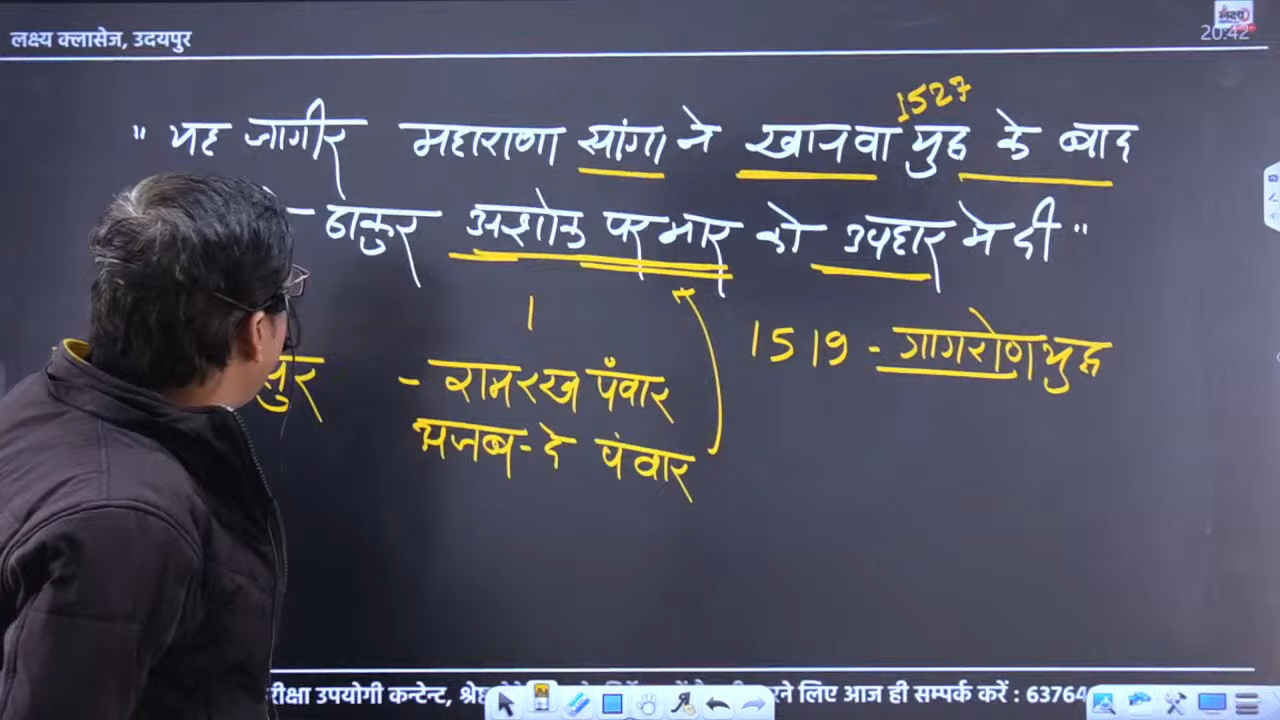 लक्ष्य क्लासेज, उदयपुर
लक्ष्य
20:42
1527
" यह जागीर महाराणा सांगा ने खानवा युद्ध के बाद
ठाकुर अशोक परमार को उपहार मे दी "
1519 - गागरोण युद्ध
- रामरख पंवार
अजब - दे पंवार
परीक्षा उपयोगी कन्टेन्ट,
लिए आज ही सम्पर्क करें : 63764